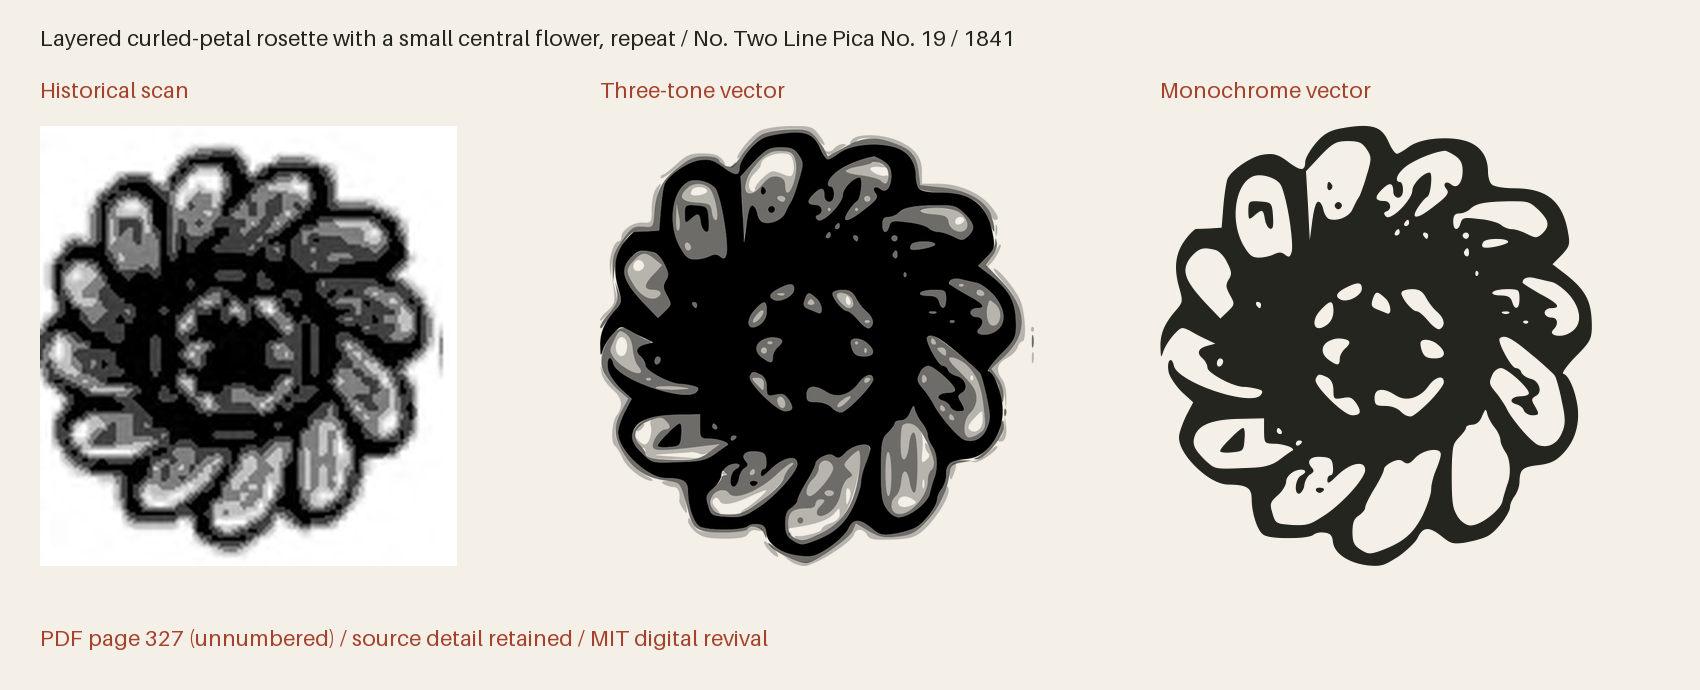 Layered curled-petal rosette with a small central flower, repeat / No. Two Line Pica No. 19 / 1841
Historical scan
Three-tone vector
Monochrome vector
PDF page 327 (unnumbered) / source detail retained / MIT digital revival